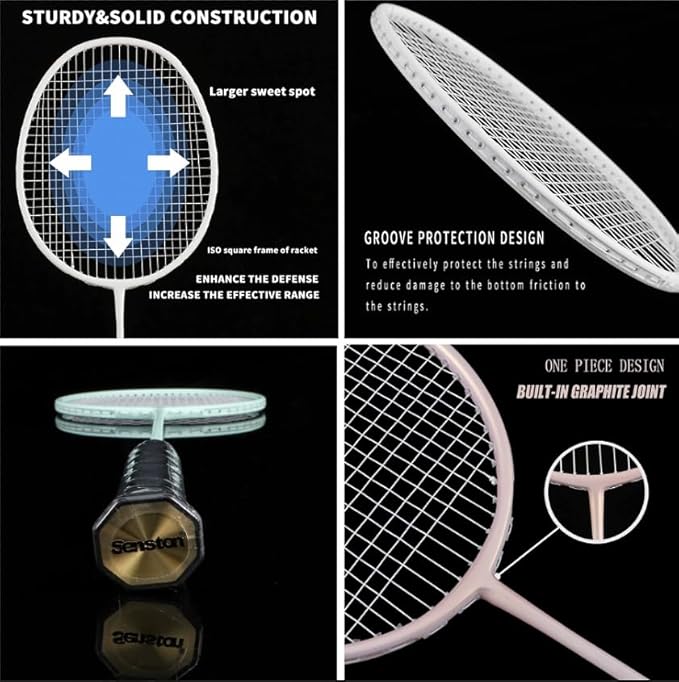 STURDY&SOLID CONSTRUCTION
Larger sweet spot
ISO square frame of racket
ENHANCE THE DEFENSE
INCREASE THE EFFECTIVE RANGE
GROOVE PROTECTION DESIGN
To effectively protect the strings and
reduce damage to the bottom friction to
the strings.
Senston
ONE PIECE DESIGN
BUILT-IN GRAPHITE JOINT